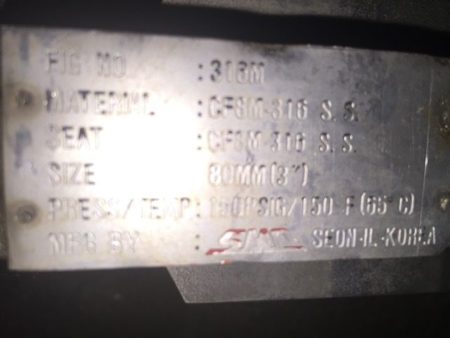 FIG NO. : 316M
MATERIAL : CF8M-316 S.S.
SEAT : CF8M-316 S.S.
SIZE 80MM(3")
PRESS/TEMP: 150PSIG/150°F(65°C)
MFG BY : SEON-IL-KOREA